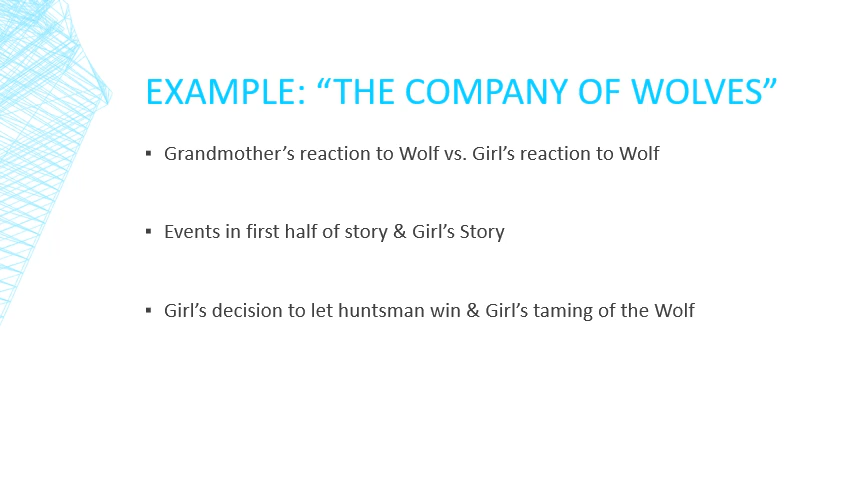 EXAMPLE: “THE COMPANY OF WOLVES”
▪ Grandmother’s reaction to Wolf vs. Girl’s reaction to Wolf
▪ Events in first half of story & Girl’s Story
▪ Girl’s decision to let huntsman win & Girl’s taming of the Wolf